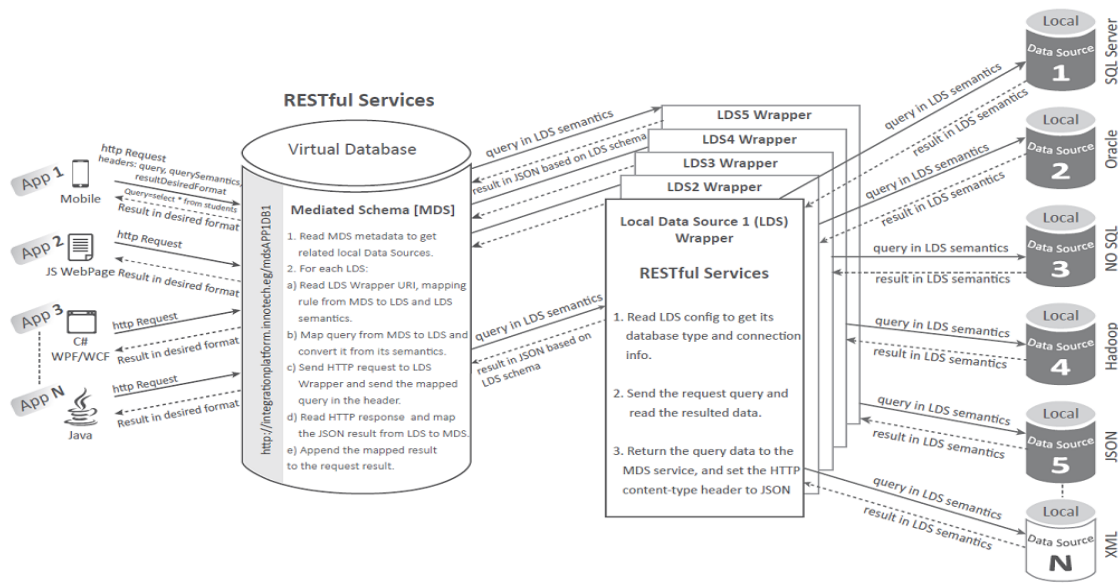 RESTful Services
Virtual Database
http://integrationplatform.innotech.eg/mdsAPP1DB1
Mediated Schema [MDS]
1. Read MDS metadata to get
related local Data Sources.
2. For each LDS:
a) Read LDS Wrapper URI, mapping
rule from MDS to LDS and LDS
semantics.
b) Map query from MDS to LDS and
convert it from its semantics.
c) Send HTTP request to LDS
Wrapper and send the mapped
query in the header.
d) Read HTTP response and map
the JSON result from LDS to MDS.
e) Append the mapped result
to the request result.
App 1
Mobile
http Request
headers: query, querySemantics,
resultDesiredFormat
Query=select * from students
Result in desired format
App 2
JS WebPage
http Request
Result in desired format
App 3
C#
WPF/WCF
http Request
Result in desired format
App N
Java
http Request
Result in desired format
query in LDS semantics
result in JSON based on LDS schema
query in LDS semantics
result in JSON based on
LDS schema
LDS5 Wrapper
LDS4 Wrapper
LDS3 Wrapper
LDS2 Wrapper
Local Data Source 1 (LDS)
Wrapper
RESTful Services
1. Read LDS config to get its
database type and connection
info.
2. Send the request query and
read the resulted data.
3. Return the query data to the
MDS service, and set the HTTP
content-type header to JSON
query in LDS semantics
result in LDS semantics
Local
Data Source
1
SQL Server
query in LDS semantics
result in LDS semantics
Local
Data Source
2
Oracle
query in LDS semantics
result in LDS semantics
Local
Data Source
3
NO SQL
query in LDS semantics
result in LDS semantics
Local
Data Source
4
Hadoop
query in LDS semantics
result in LDS semantics
Local
Data Source
5
JSON
query in LDS semantics
result in LDS semantics
Local
Data Source
N
XML